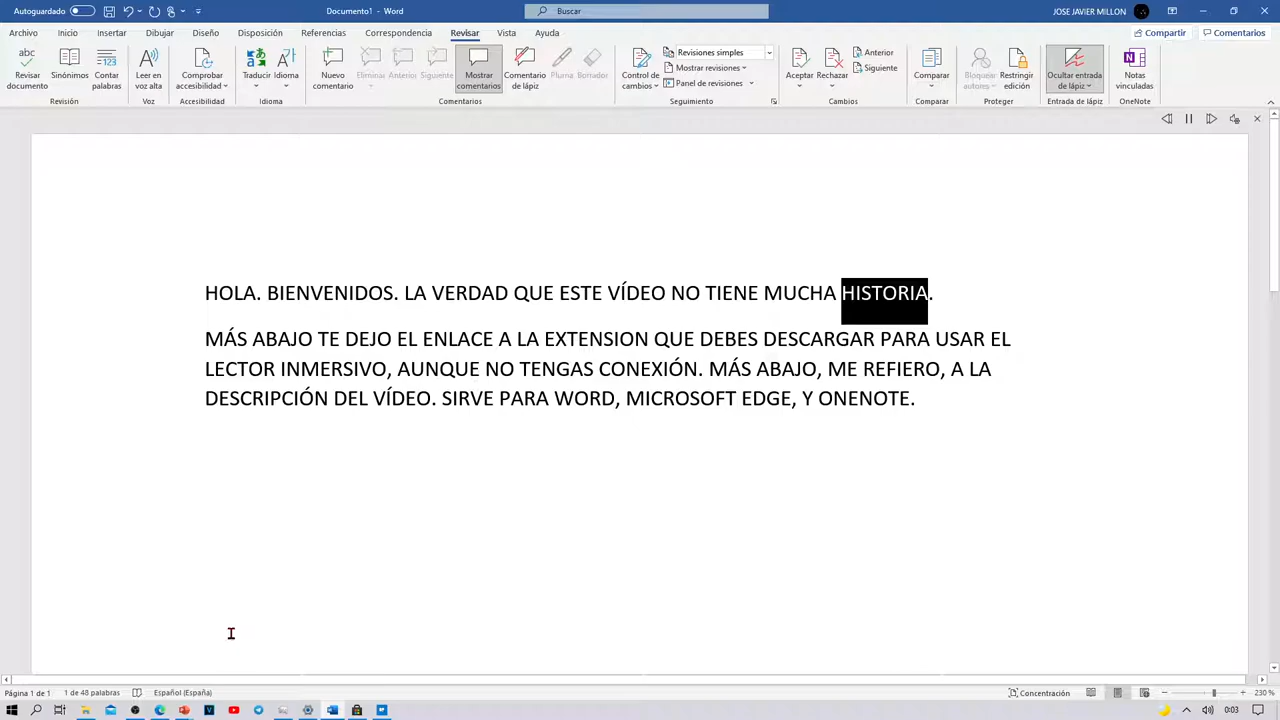 Autoguardado
Documento1 - Word
Buscar
JOSE JAVIER MILLON
Archivo Inicio Insertar Dibujar Diseño Disposición Referencias Correspondencia Revisar Vista Ayuda
Compartir Comentarios
Revisar documento
Sinónimos
Contar palabras
Leer en voz alta
Comprobar accesibilidad
Traducir
Idioma
Nuevo comentario
Eliminar
Anterior
Siguiente
Mostrar comentarios
Comentario de lápiz
Pluma
Borrador
Control de cambios
Revisiones simples
Mostrar revisiones
Panel de revisiones
Aceptar
Rechazar
Anterior
Siguiente
Comparar
Bloquear autores
Restringir edición
Ocultar entrada de lápiz
Notas vinculadas
Revisión Voz Accesibilidad Idioma Comentarios Seguimiento Cambios Comparar Proteger Entrada de lápiz OneNote
HOLA. BIENVENIDOS. LA VERDAD QUE ESTE VÍDEO NO TIENE MUCHA HISTORIA.
MÁS ABAJO TE DEJO EL ENLACE A LA EXTENSION QUE DEBES DESCARGAR PARA USAR EL
LECTOR INMERSIVO, AUNQUE NO TENGAS CONEXIÓN. MÁS ABAJO, ME REFIERO, A LA
DESCRIPCIÓN DEL VÍDEO. SIRVE PARA WORD, MICROSOFT EDGE, Y ONENOTE.
Página 1 de 1 1 de 48 palabras Español (España) Concentración 230 %
0:03